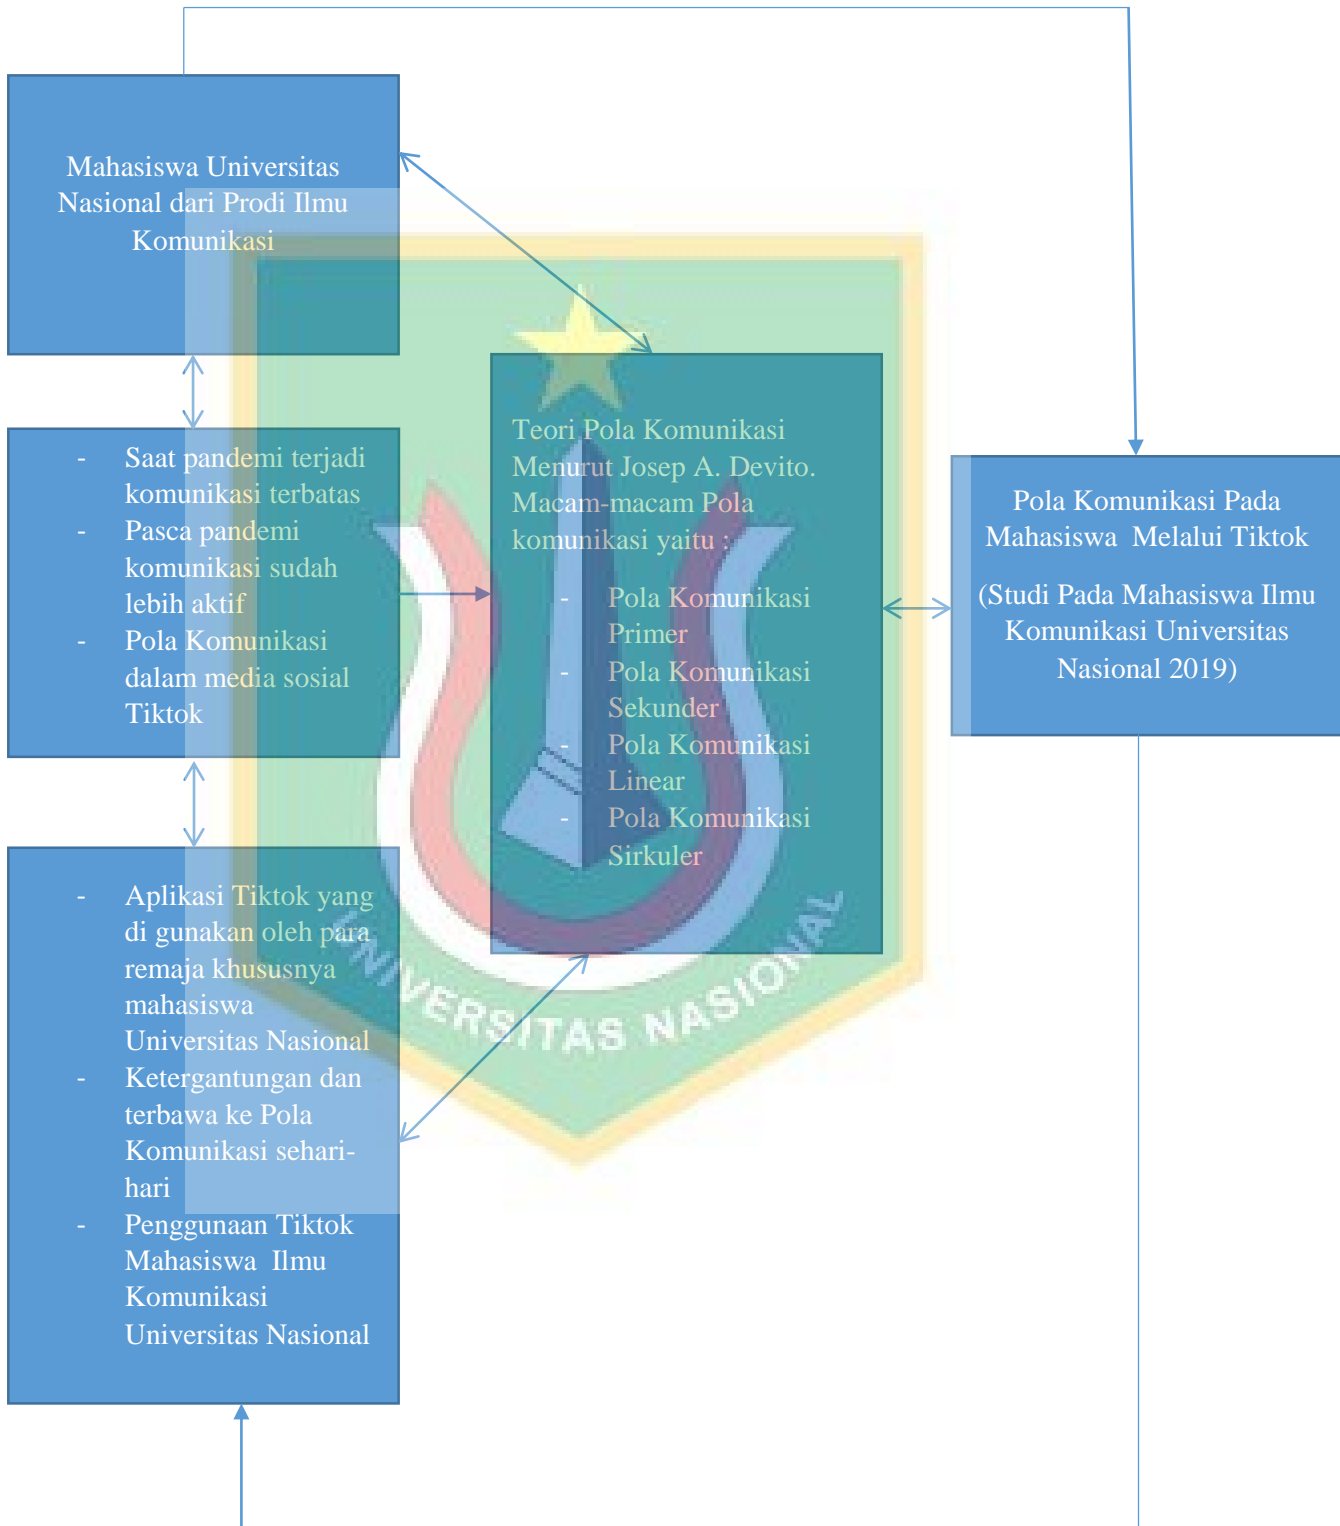 Mahasiswa Universitas
Nasional dari Prodi Ilmu
Komunikasi
- Saat pandemi terjadi
komunikasi terbatas
- Pasca pandemi
komunikasi sudah
lebih aktif
- Pola Komunikasi
dalam media sosial
Tiktok
- Aplikasi Tiktok yang
di gunakan oleh para
remaja khususnya
mahasiswa
Universitas Nasional
- Ketergantungan dan
terbawa ke Pola
Komunikasi sehari-
hari
- Penggunaan Tiktok
Mahasiswa Ilmu
Komunikasi
Universitas Nasional
Teori Pola Komunikasi
Menurut Josep A. Devito.
Macam-macam Pola
komunikasi yaitu :
- Pola Komunikasi
Primer
- Pola Komunikasi
Sekunder
- Pola Komunikasi
Linear
- Pola Komunikasi
Sirkuler
Pola Komunikasi Pada
Mahasiswa Melalui Tiktok
(Studi Pada Mahasiswa Ilmu
Komunikasi Universitas
Nasional 2019)
UNIVERSITAS NASIONAL